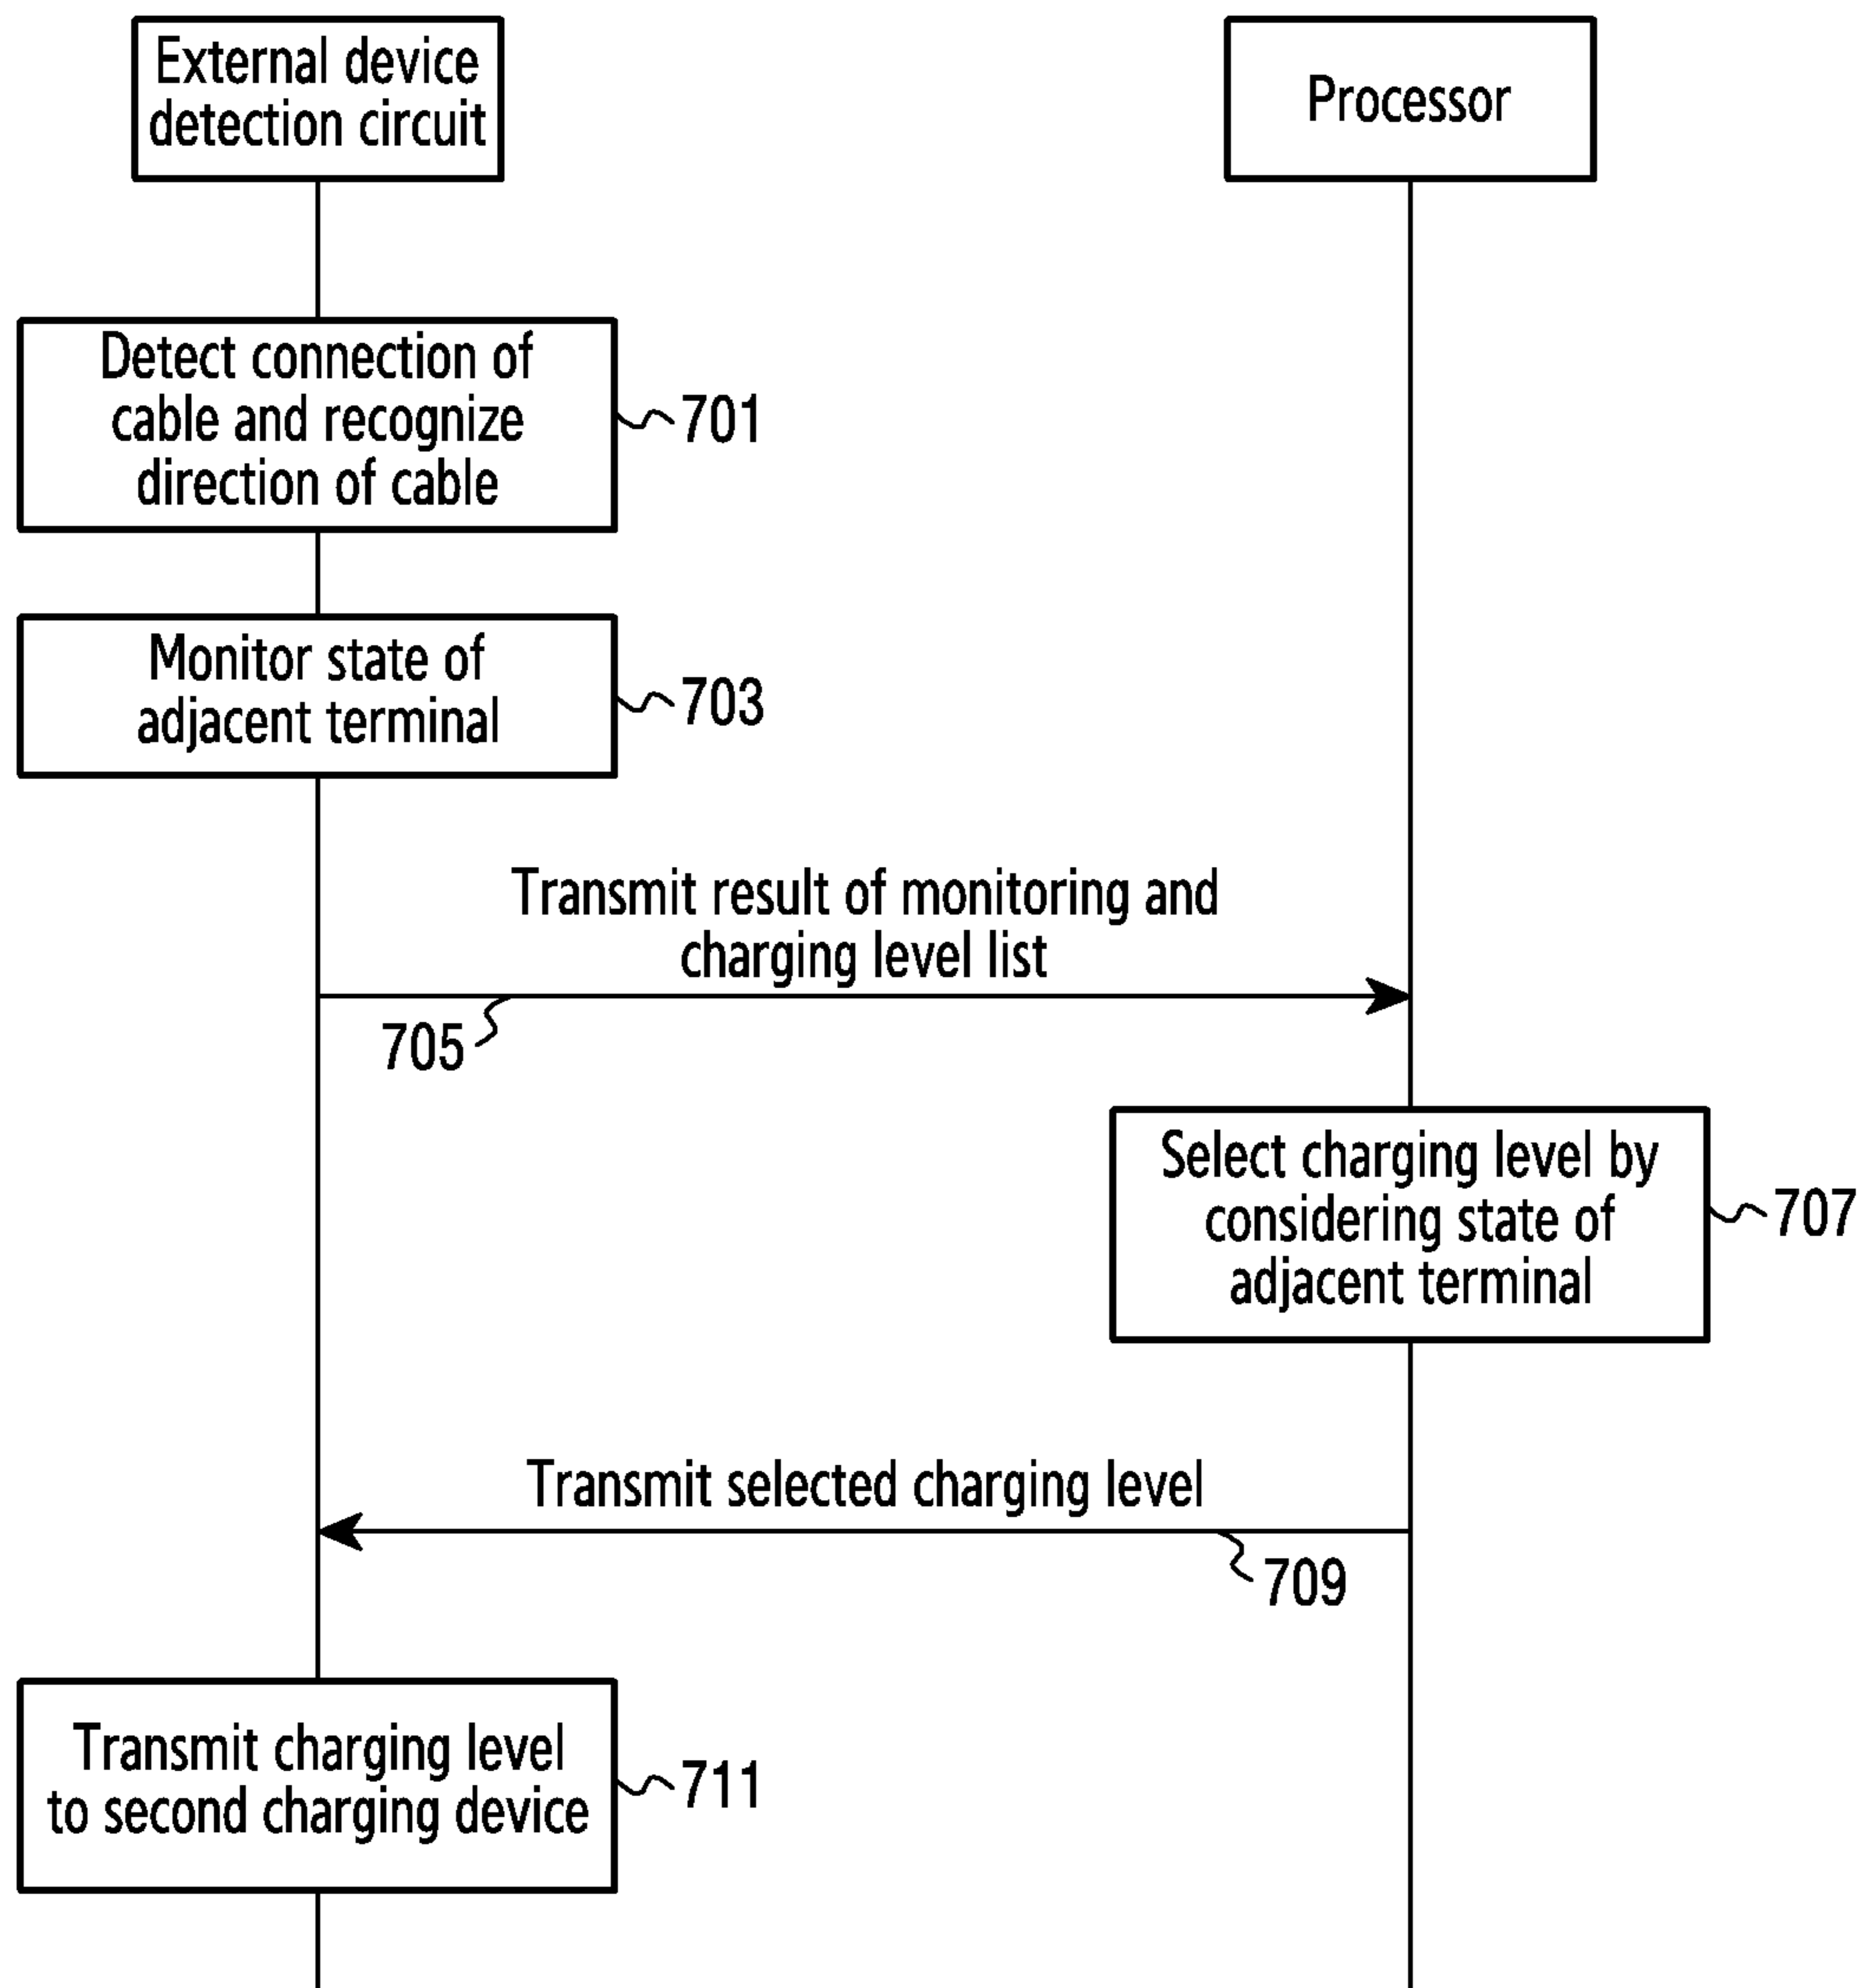 External device
detection circuit
Processor
Detect connection of
cable and recognize
direction of cable
701
Monitor state of
adjacent terminal
703
Transmit result of monitoring and
charging level list
705
Select charging level by
considering state of
adjacent terminal
707
Transmit selected charging level
709
Transmit charging level
to second charging device
711